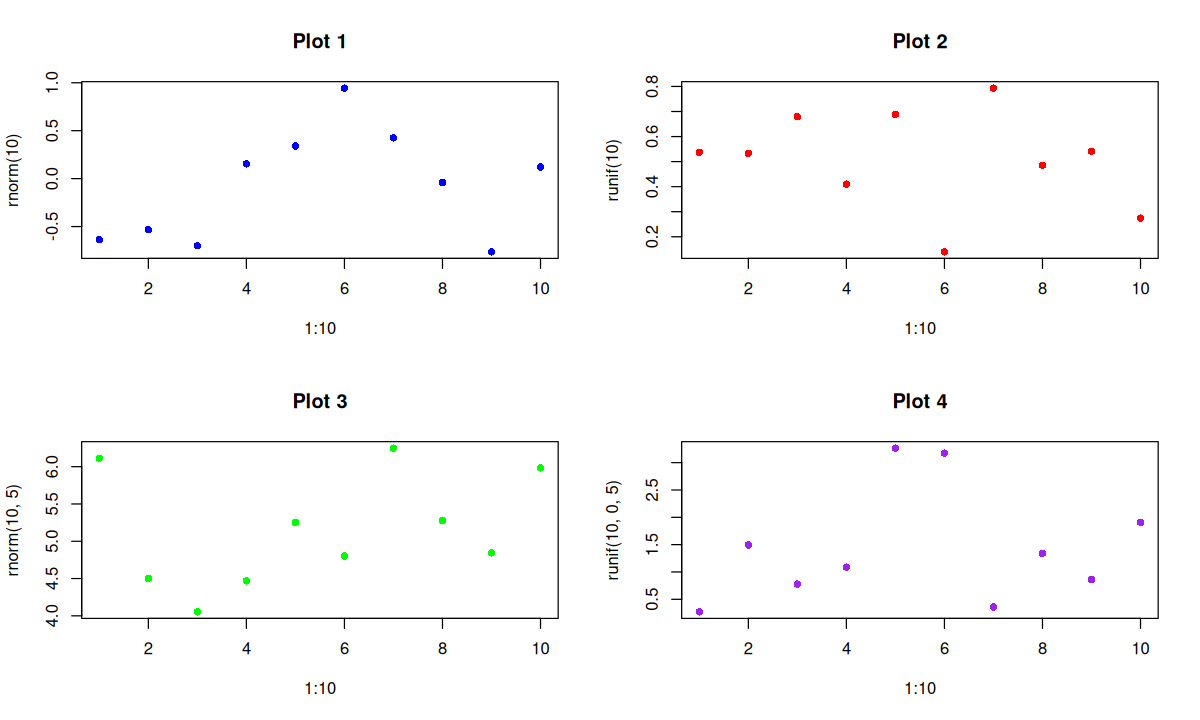 Plot 1
rnorm(10)
1.0
0.5
0.0
-0.5
2 4 6 8 10
1:10
Plot 2
runif(10)
0.8
0.6
0.4
0.2
2 4 6 8 10
1:10
Plot 3
rnorm(10, 5)
6.0
5.5
5.0
4.5
4.0
2 4 6 8 10
1:10
Plot 4
runif(10, 0, 5)
2.5
1.5
0.5
2 4 6 8 10
1:10